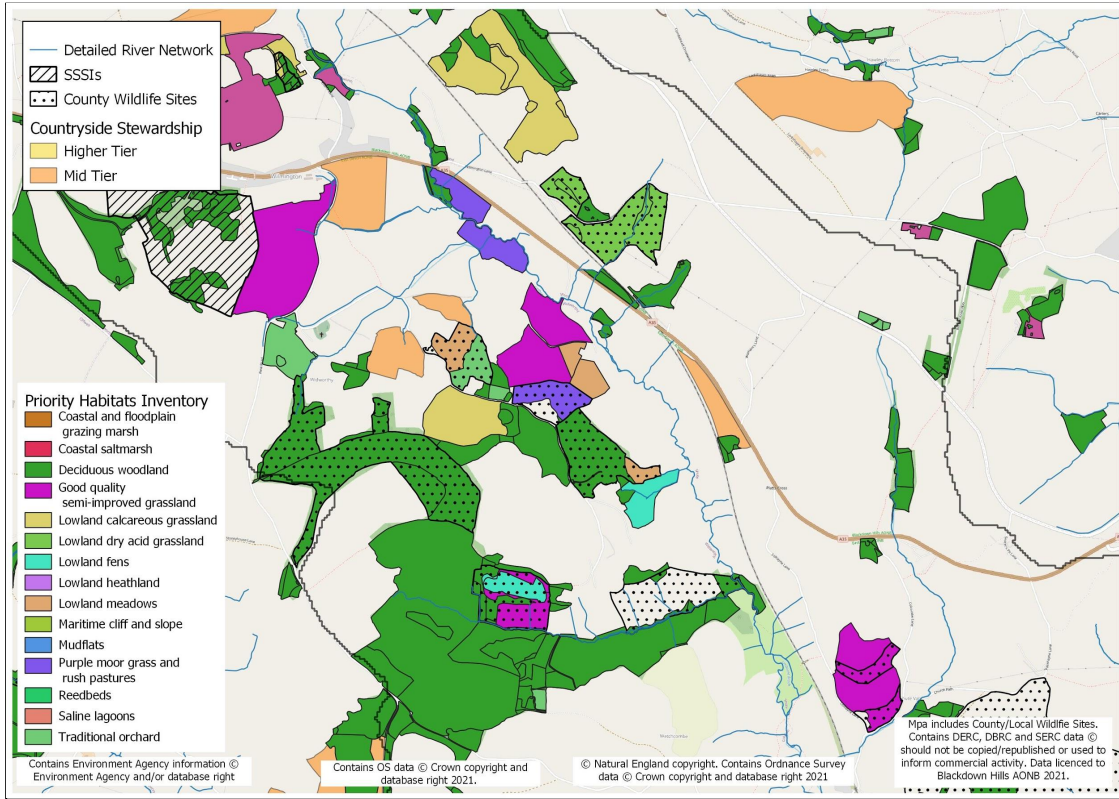 Detailed River Network
SSSIs
County Wildlife Sites
Countryside Stewardship
Higher Tier
Mid Tier
Priority Habitats Inventory
Coastal and floodplain
grazing marsh
Coastal saltmarsh
Deciduous woodland
Good quality
semi-improved grassland
Lowland calcareous grassland
Lowland dry acid grassland
Lowland fens
Lowland heathland
Lowland meadows
Maritime cliff and slope
Mudflats
Purple moor grass and
rush pastures
Reedbeds
Saline lagoons
Traditional orchard
Contains Environment Agency information ©
Environment Agency and/or database right
Contains OS data © Crown copyright and
database right 2021.
© Natural England copyright. Contains Ordnance Survey
data © Crown copyright and database right 2021
Mpa includes County/Local Wildlfie Sites.
Contains DERC, DBRC and SERC data ©
should not be copied/republished or used to
inform commercial activity. Data licenced to
Blackdown Hills AONB 2021.